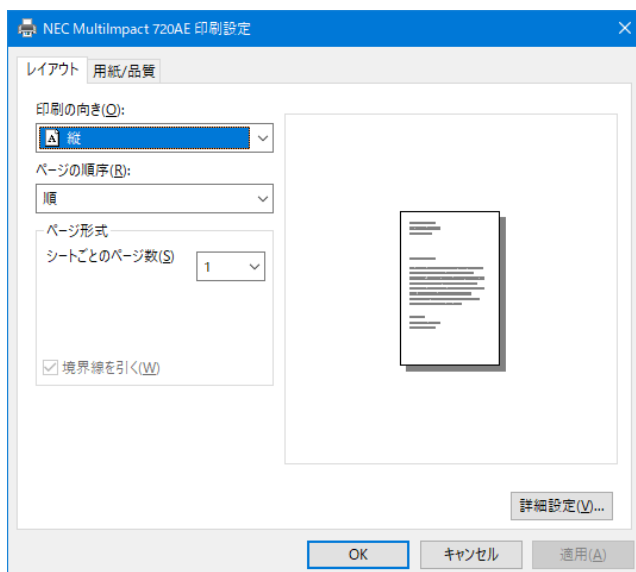 NEC MultiImpact 720AE 印刷設定
レイアウト 用紙/品質
印刷の向き(O):
縦
ページの順序(R):
順
ページ形式
シートごとのページ数(S) 1
境界線を引く(W)
詳細設定(V)...
OK キャンセル 適用(A)